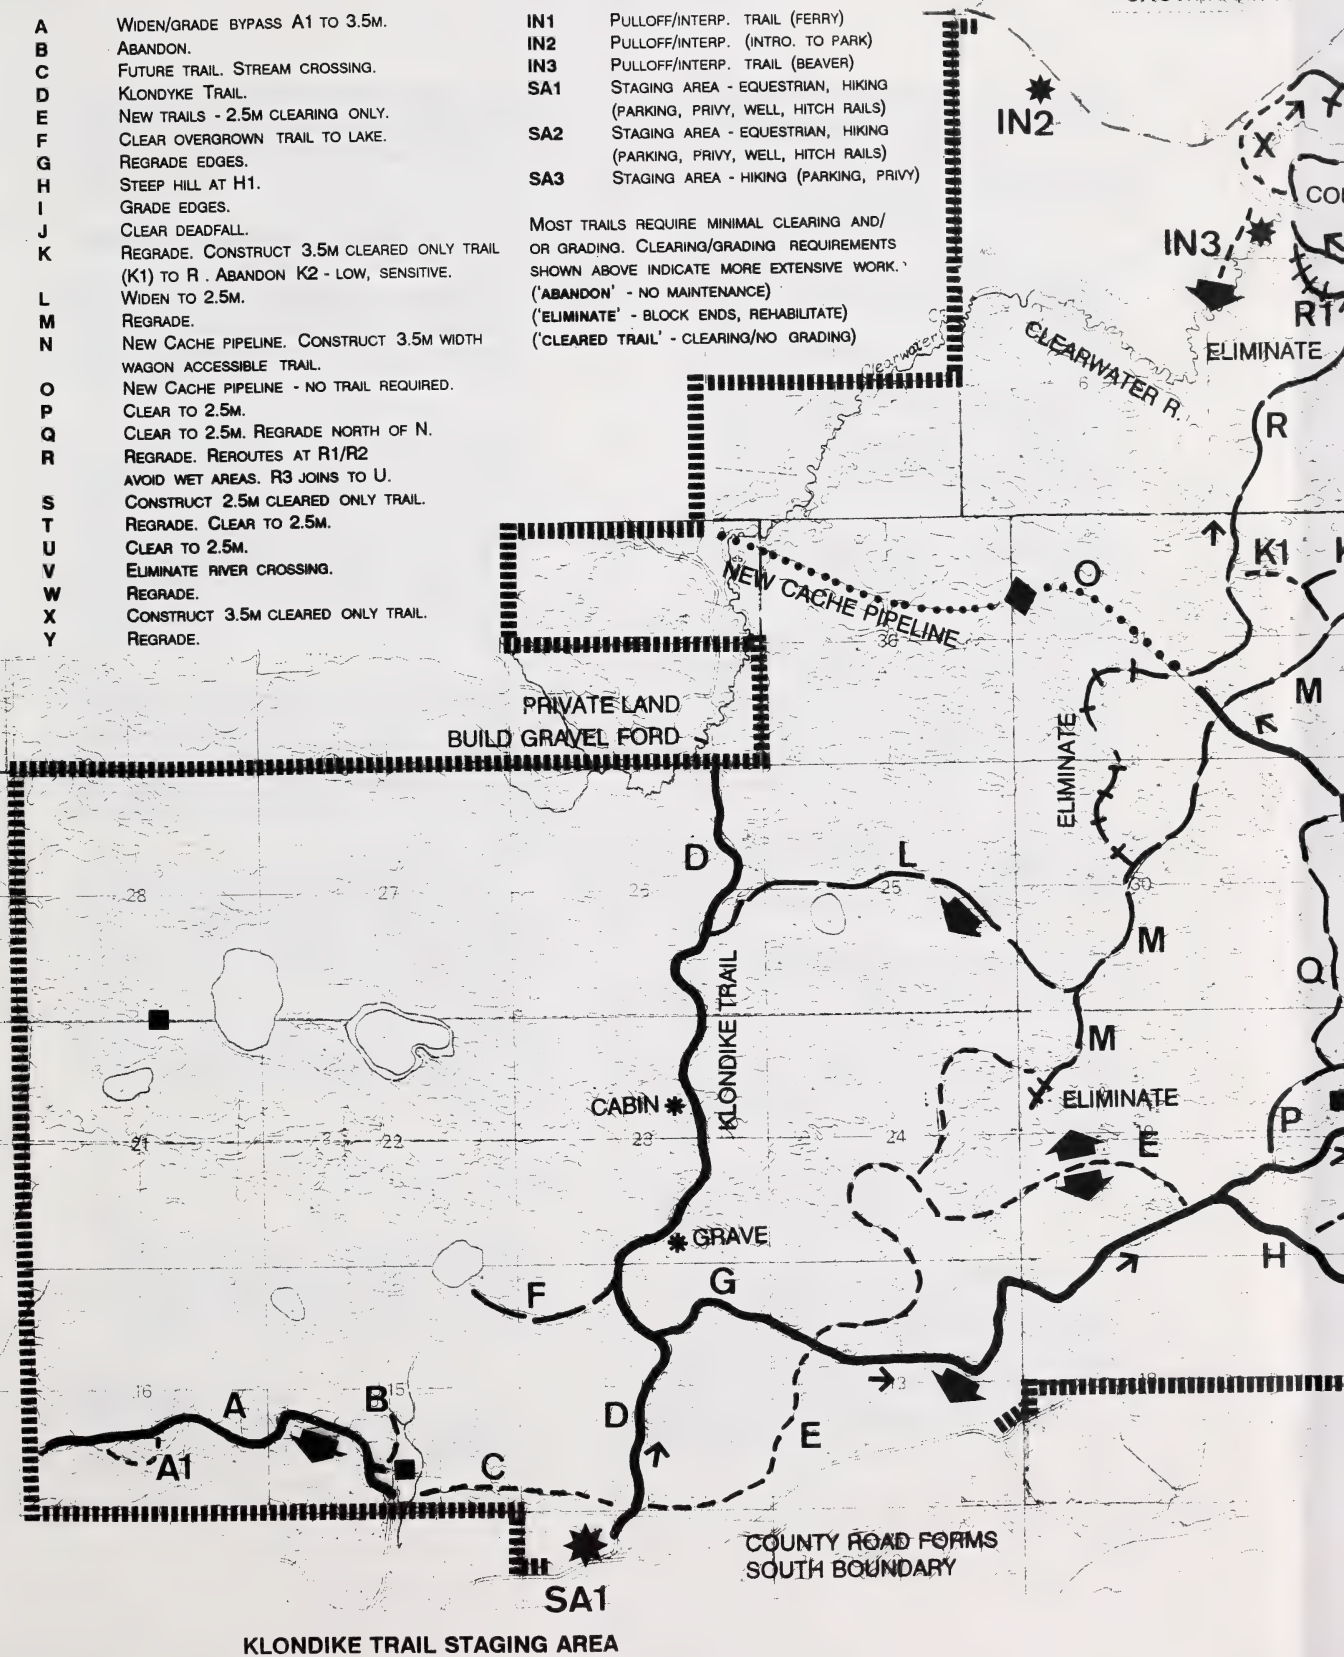 A WIDEN/GRADE BYPASS A1 TO 3.5M.
B ABANDON.
C FUTURE TRAIL. STREAM CROSSING.
D KLONDYKE TRAIL.
E NEW TRAILS - 2.5M CLEARING ONLY.
F CLEAR OVERGROWN TRAIL TO LAKE.
G REGRADE EDGES.
H STEEP HILL AT H1.
I GRADE EDGES.
J CLEAR DEADFALL.
K REGRADE. CONSTRUCT 3.5M CLEARED ONLY TRAIL
(K1) TO R . ABANDON K2 - LOW, SENSITIVE.
L WIDEN TO 2.5M.
M REGRADE.
N NEW CACHE PIPELINE. CONSTRUCT 3.5M WIDTH
WAGON ACCESSIBLE TRAIL.
O NEW CACHE PIPELINE - NO TRAIL REQUIRED.
P CLEAR TO 2.5M.
Q CLEAR TO 2.5M. REGRADE NORTH OF N.
R REGRADE. REROUTES AT R1/R2
AVOID WET AREAS. R3 JOINS TO U.
S CONSTRUCT 2.5M CLEARED ONLY TRAIL.
T REGRADE. CLEAR TO 2.5M.
U CLEAR TO 2.5M.
V ELIMINATE RIVER CROSSING.
W REGRADE.
X CONSTRUCT 3.5M CLEARED ONLY TRAIL.
Y REGRADE.
IN1 PULLOFF/INTERP. TRAIL (FERRY)
IN2 PULLOFF/INTERP. (INTRO. TO PARK)
IN3 PULLOFF/INTERP. TRAIL (BEAVER)
SA1 STAGING AREA - EQUESTRIAN, HIKING
(PARKING, PRIVY, WELL, HITCH RAILS)
SA2 STAGING AREA - EQUESTRIAN, HIKING
(PARKING, PRIVY, WELL, HITCH RAILS)
SA3 STAGING AREA - HIKING (PARKING, PRIVY)
MOST TRAILS REQUIRE MINIMAL CLEARING AND/
OR GRADING. CLEARING/GRADING REQUIREMENTS
SHOWN ABOVE INDICATE MORE EXTENSIVE WORK.
('ABANDON' - NO MAINTENANCE)
('ELIMINATE' - BLOCK ENDS, REHABILITATE)
('CLEARED TRAIL' - CLEARING/NO GRADING)
IN2
X
IN3
R1
ELIMINATE
Clearwater
CLEARWATER R.
6
R
K1
O
NEW CACHE PIPELINE
36
31
M
PRIVATE LAND
BUILD GRAVEL FORD
ELIMINATE
D
L
28
27
25
30
M
Q
KLONDIKE TRAIL
M
CABIN
ELIMINATE
P
21
22
23
24
E
GRAVE
H
F
G
16
15
18
A
B
D
E
A1
C
COUNTY ROAD FORMS
SOUTH BOUNDARY
SA1
KLONDIKE TRAIL STAGING AREA